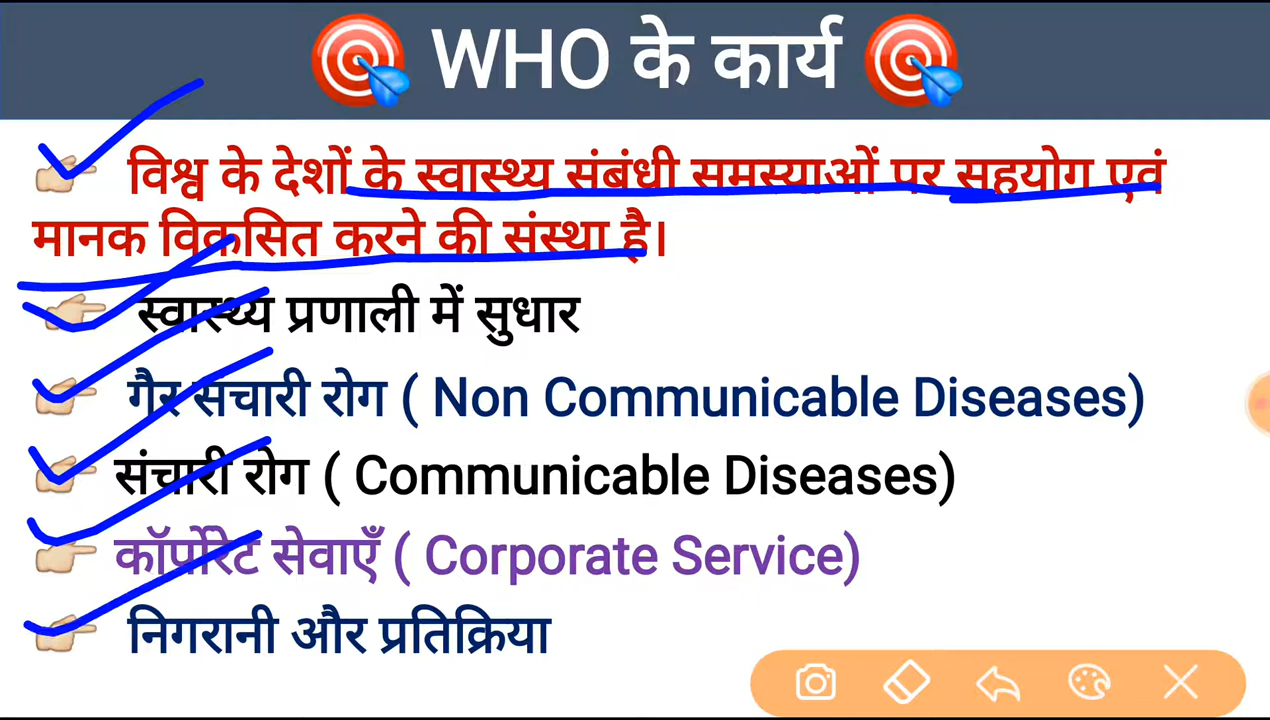 WHO के कार्य
विश्व के देशों के स्वास्थ्य संबंधी समस्याओं पर सहयोग एवं
मानक विकसित करने की संस्था है।
स्वास्थ्य प्रणाली में सुधार
गैर सचारी रोग ( Non Communicable Diseases)
संचारी रोग ( Communicable Diseases)
कॉर्पोरेट सेवाएँ ( Corporate Service)
निगरानी और प्रतिक्रिया